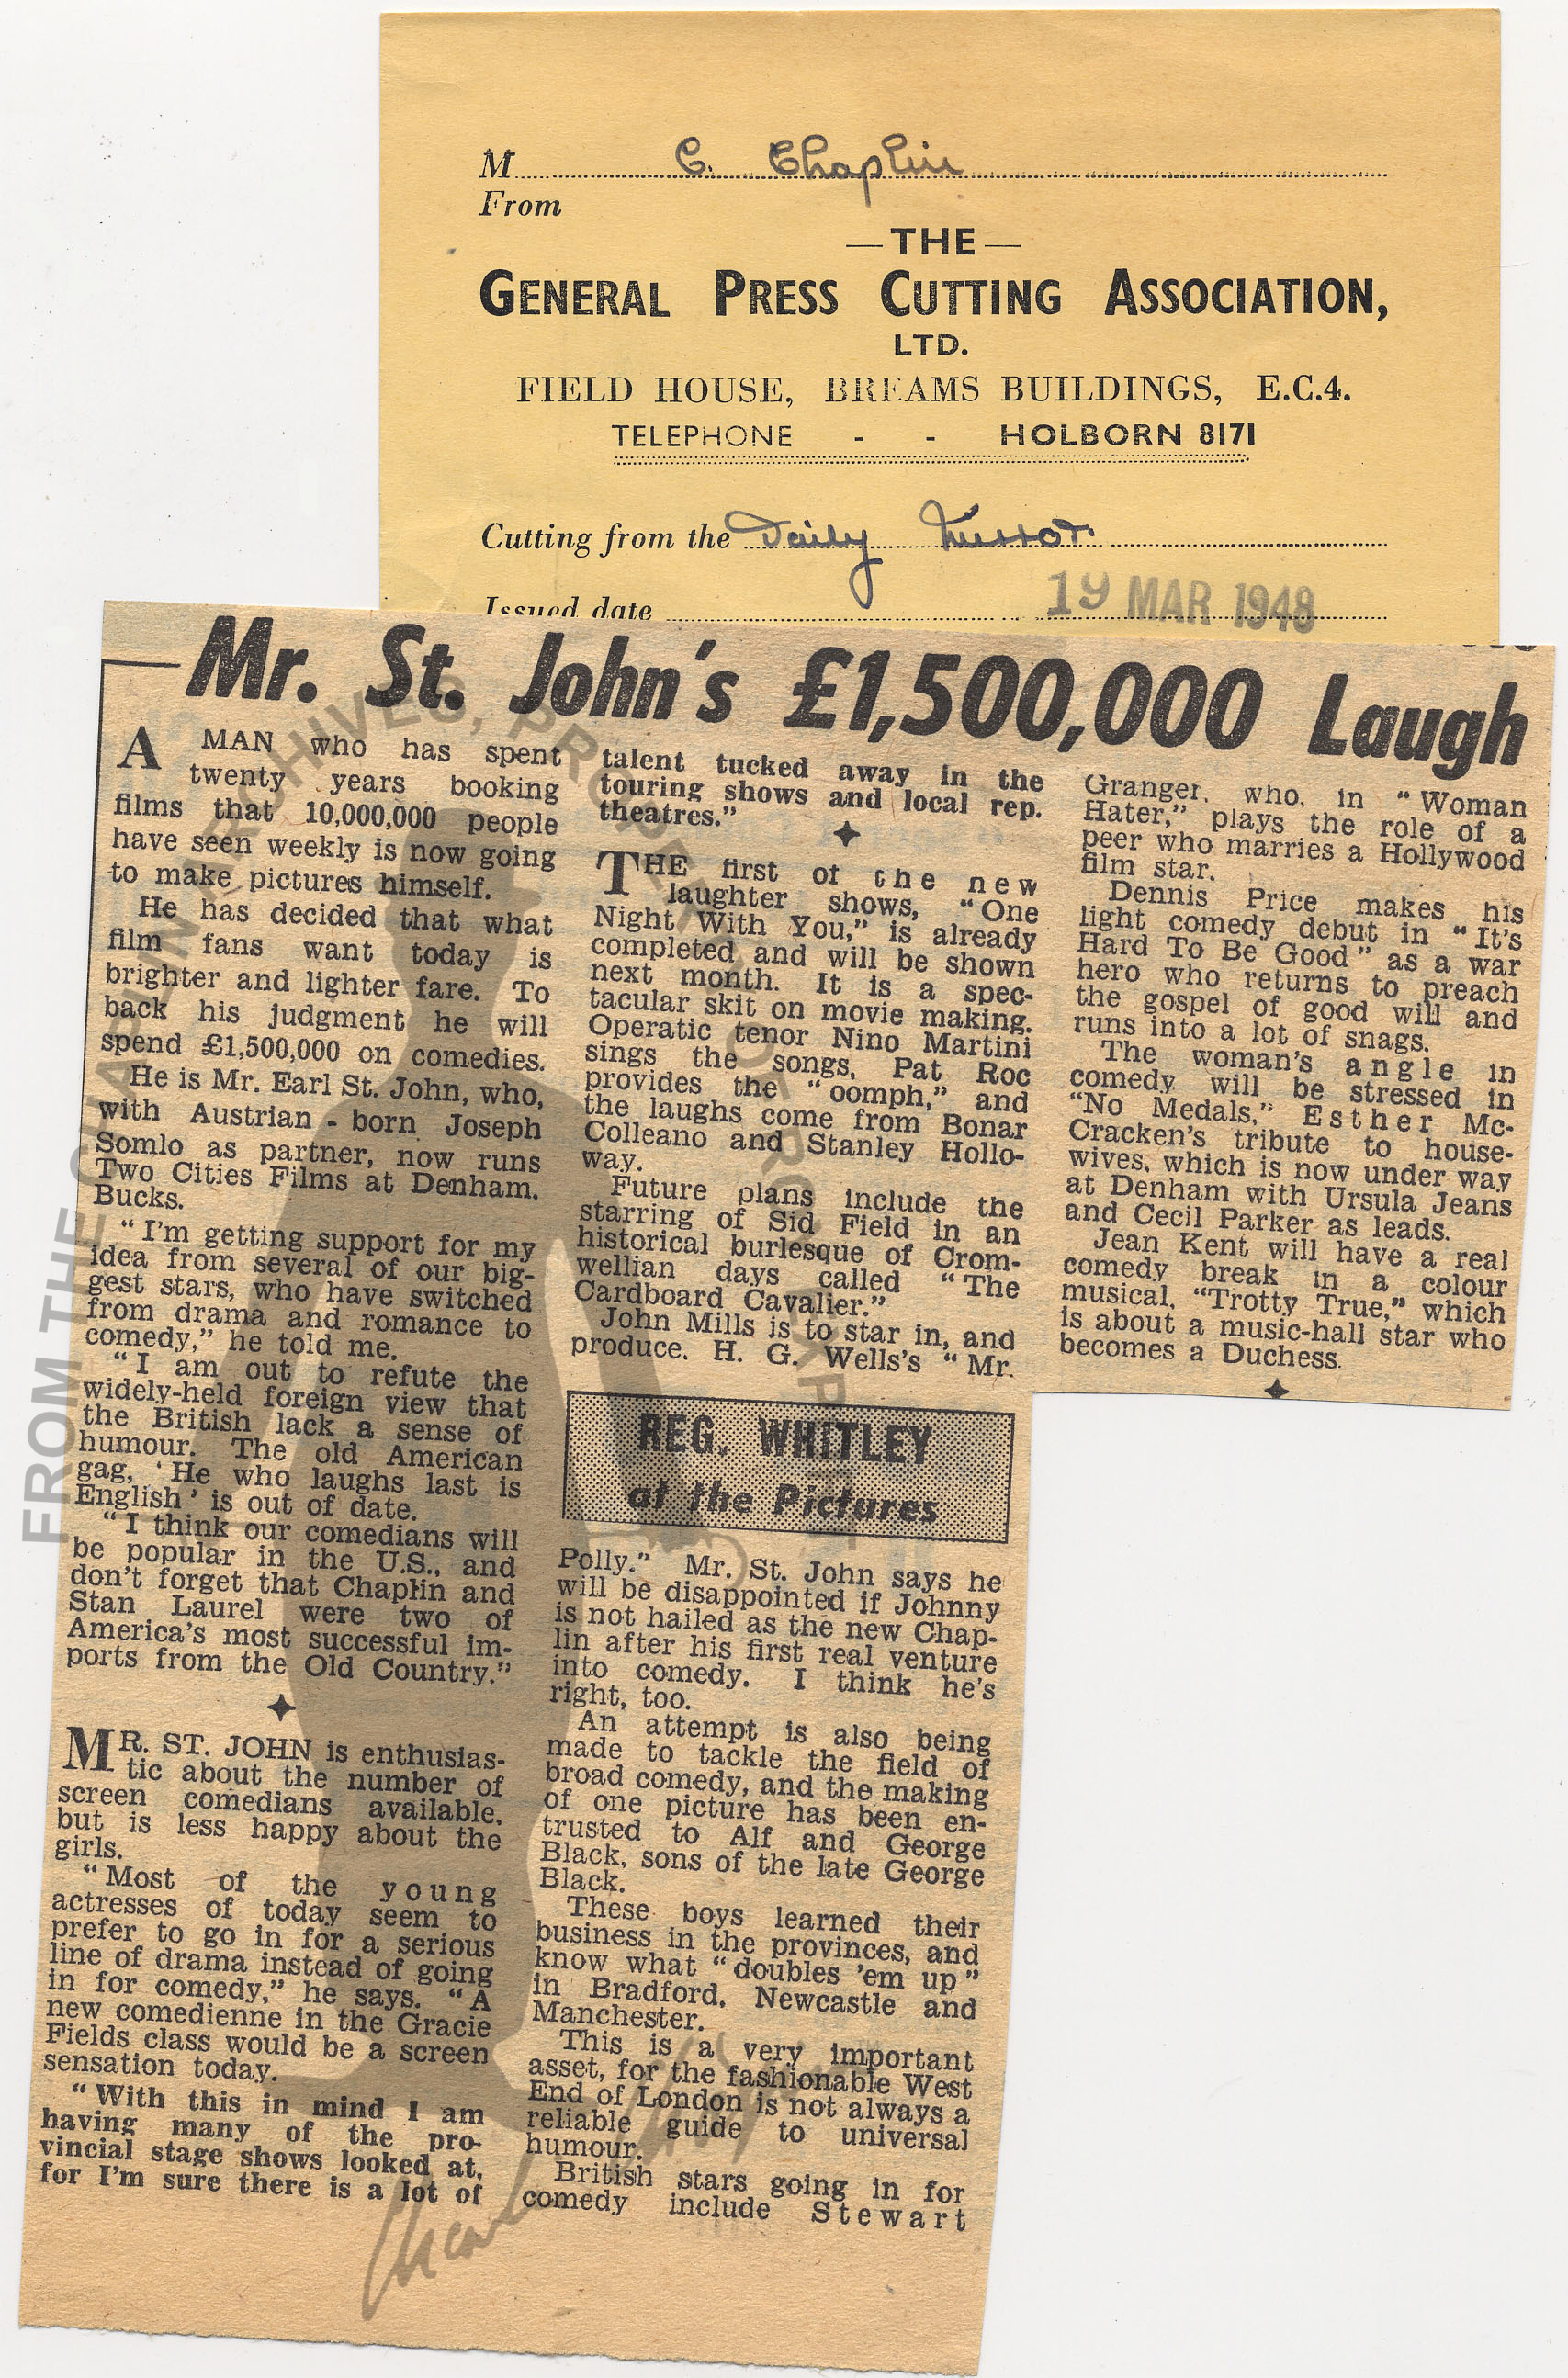 M C. Chaplin
From
— THE —
GENERAL PRESS CUTTING ASSOCIATION,
LTD.
FIELD HOUSE, BREAMS BUILDINGS, E.C.4.
TELEPHONE - - HOLBORN 8171
Cutting from the Daily Mirror
Issued date 19 MAR 1948
Mr. St. John's £1,500,000 Laugh
A MAN who has spent
twenty years booking
films that 10,000,000 people
have seen weekly is now going
to make pictures himself.
He has decided that what
film fans want today is
brighter and lighter fare. To
back his judgment he will
spend £1,500,000 on comedies.
He is Mr. Earl St. John, who,
with Austrian - born Joseph
Somlo as partner, now runs
Two Cities Films at Denham,
Bucks.
"I'm getting support for my
idea from several of our big-
gest stars, who have switched
from drama and romance to
comedy," he told me.
"I am out to refute the
widely-held foreign view that
the British lack a sense of
humour. The old American
gag, 'He who laughs last is
English' is out of date.
"I think our comedians will
be popular in the U.S., and
don't forget that Chaplin and
Stan Laurel were two of
America's most successful im-
ports from the Old Country."
MR. ST. JOHN is enthusias-
tic about the number of
screen comedians available,
but is less happy about the
girls.
"Most of the young
actresses of today seem to
prefer to go in for a serious
line of drama instead of going
in for comedy," he says. "A
new comedienne in the Gracie
Fields class would be a screen
sensation today.
"With this in mind I am
having many of the pro-
vincial stage shows looked at,
for I'm sure there is a lot of
talent tucked away in the
touring shows and local rep.
theatres."
THE first of the new
laughter shows, "One
Night With You," is already
completed and will be shown
next month. It is a spec-
tacular skit on movie making.
Operatic tenor Nino Martini
sings the songs, Pat Roc
provides the "oomph," and
the laughs come from Bonar
Colleano and Stanley Hollo-
way.
Future plans include the
starring of Sid Field in an
historical burlesque of Crom-
wellian days called "The
Cardboard Cavalier."
John Mills is to star in, and
produce, H. G. Wells's "Mr.
REG. WHITLEY
at the Pictures
Polly." Mr. St. John says he
will be disappointed if Johnny
is not hailed as the new Chap-
lin after his first real venture
into comedy. I think he's
right, too.
An attempt is also being
made to tackle the field of
broad comedy, and the making
of one picture has been en-
trusted to Alf and George
Black, sons of the late George
Black.
These boys learned their
business in the provinces, and
know what "doubles 'em up"
in Bradford, Newcastle and
Manchester.
This is a very important
asset, for the fashionable West
End of London is not always a
reliable guide to universal
humour.
British stars going in for
comedy include Stewart
Granger, who, in "Woman
Hater," plays the role of a
peer who marries a Hollywood
film star.
Dennis Price makes his
light comedy debut in "It's
Hard To Be Good" as a war
hero who returns to preach
the gospel of good will and
runs into a lot of snags.
The woman's angle in
comedy will be stressed in
"No Medals," Esther Mc-
Cracken's tribute to house-
wives, which is now under way
at Denham with Ursula Jeans
and Cecil Parker as leads.
Jean Kent will have a real
comedy break in a colour
musical, "Trotty True," which
is about a music-hall star who
becomes a Duchess.
FROM THE CHAPLIN ARCHIVES, PROPERTY OF ROY EXPORT